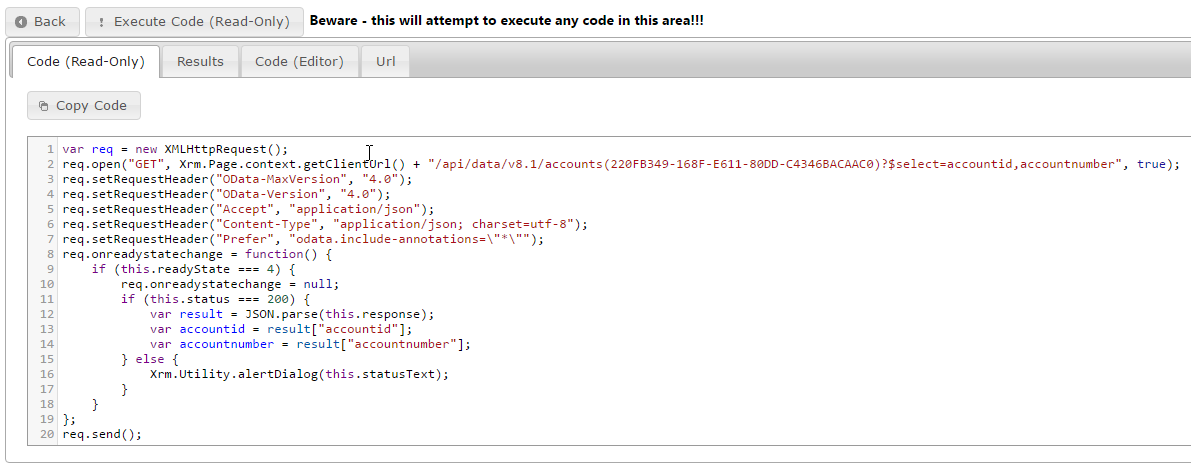 Back ! Execute Code (Read-Only) Beware - this will attempt to execute any code in this area!!!
Code (Read-Only) Results Code (Editor) Url
Copy Code
1 var req = new XMLHttpRequest();
2 req.open("GET", Xrm.Page.context.getClientUrl() + "/api/data/v8.1/accounts(220FB349-168F-E611-80DD-C4346BACAAC0)?$select=accountid,accountnumber", true);
3 req.setRequestHeader("OData-MaxVersion", "4.0");
4 req.setRequestHeader("OData-Version", "4.0");
5 req.setRequestHeader("Accept", "application/json");
6 req.setRequestHeader("Content-Type", "application/json; charset=utf-8");
7 req.setRequestHeader("Prefer", "odata.include-annotations=\"*\"");
8 req.onreadystatechange = function() {
9     if (this.readyState === 4) {
10         req.onreadystatechange = null;
11         if (this.status === 200) {
12             var result = JSON.parse(this.response);
13             var accountid = result["accountid"];
14             var accountnumber = result["accountnumber"];
15         } else {
16             Xrm.Utility.alertDialog(this.statusText);
17         }
18     }
19 };
20 req.send();